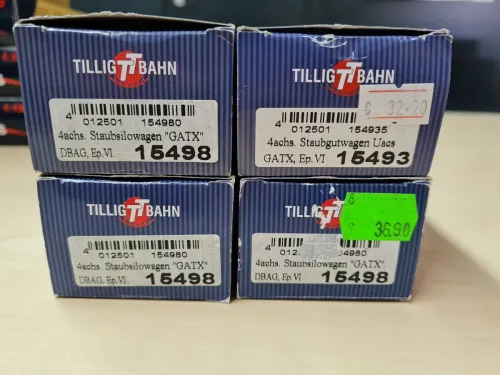 TILLIG TT BAHN
4 012501 154980
4achs. Staubsilowagen "GATX"
DBAG, Ep.VI 15498
TILLIG TT BAHN
€ 32.20
4 012501 154935
4achs. Staubgutwagen Uacs
GATX, Ep.VI 15493
TILLIG TT BAHN
4 012501 154980
4achs. Staubsilowagen "GATX"
DBAG, Ep.VI 15498
TILLIG
36.90
4achs. Staubsilowagen "GATX"
DBAG, Ep.VI 15498